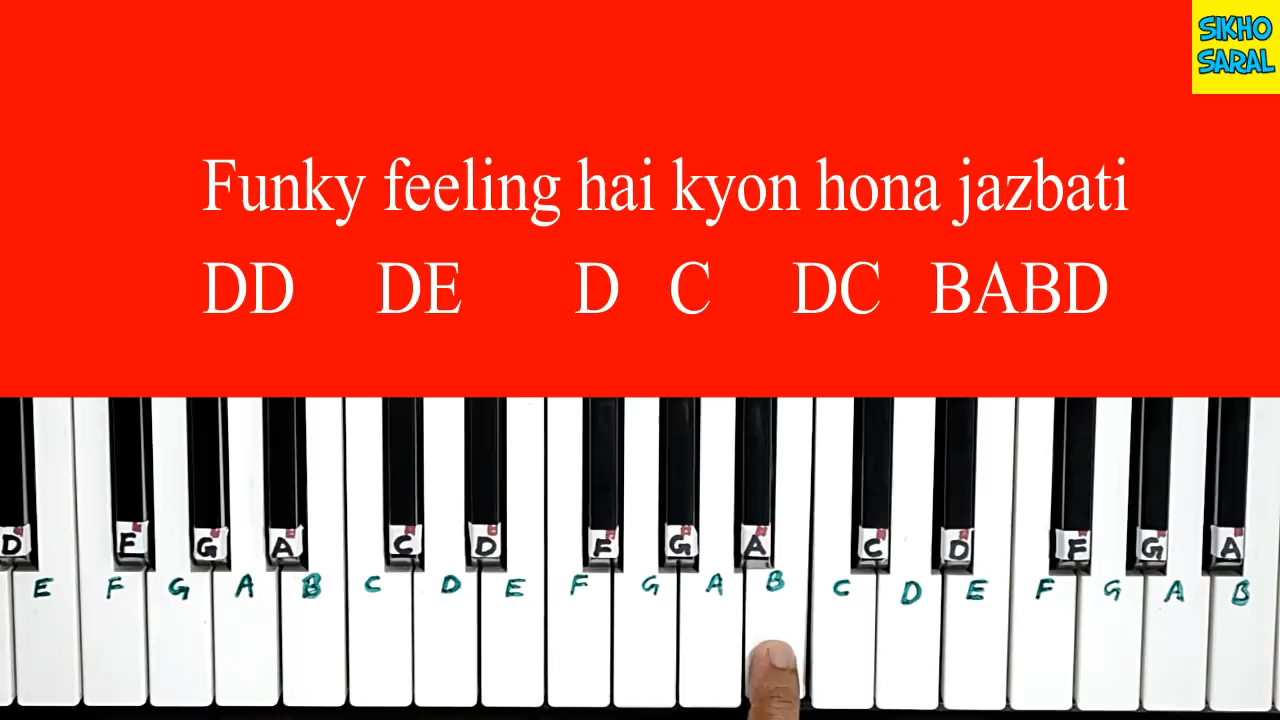 SIKHO
SARAL
Funky feeling hai kyon hona jazbati
DD DE D C DC BABD
D F G A C D F G A C D F G A
E F G A B C D E F G A B C D E F G A B